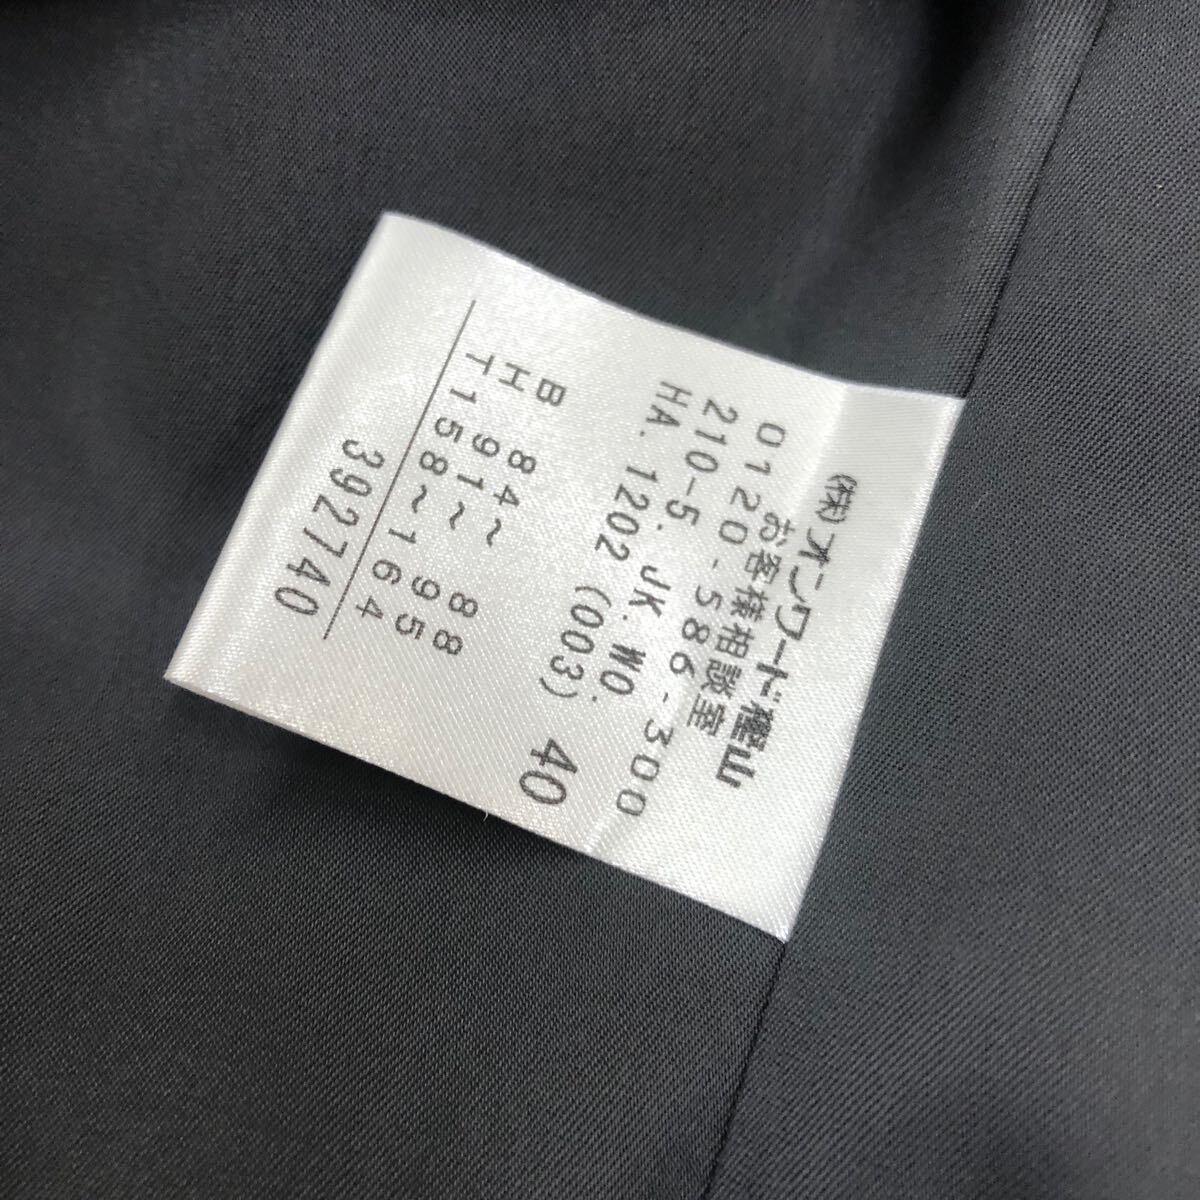 (株)オンワード樫山
お客様相談室
0120-586-300
210-5. JK. WO.
HA. 1202(003)
40
B 84~ 88
H 91~ 95
T 158~164
392740